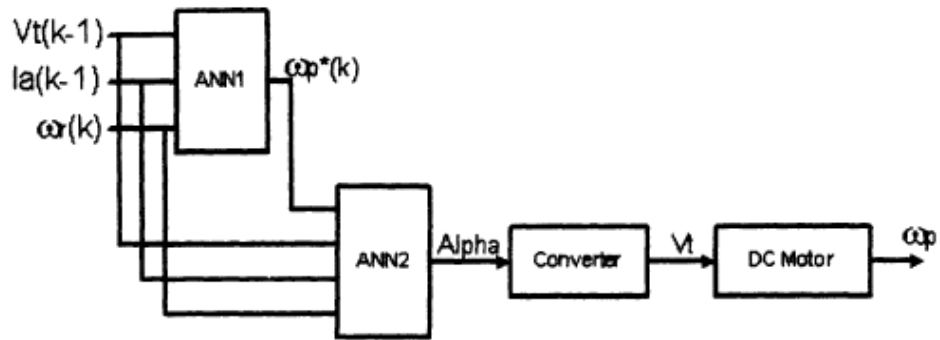 Vt(k-1)
Ia(k-1)
ωr(k)
ANN1
ωp*(k)
ANN2
Alpha
Converter
Vt
DC Motor
ωp